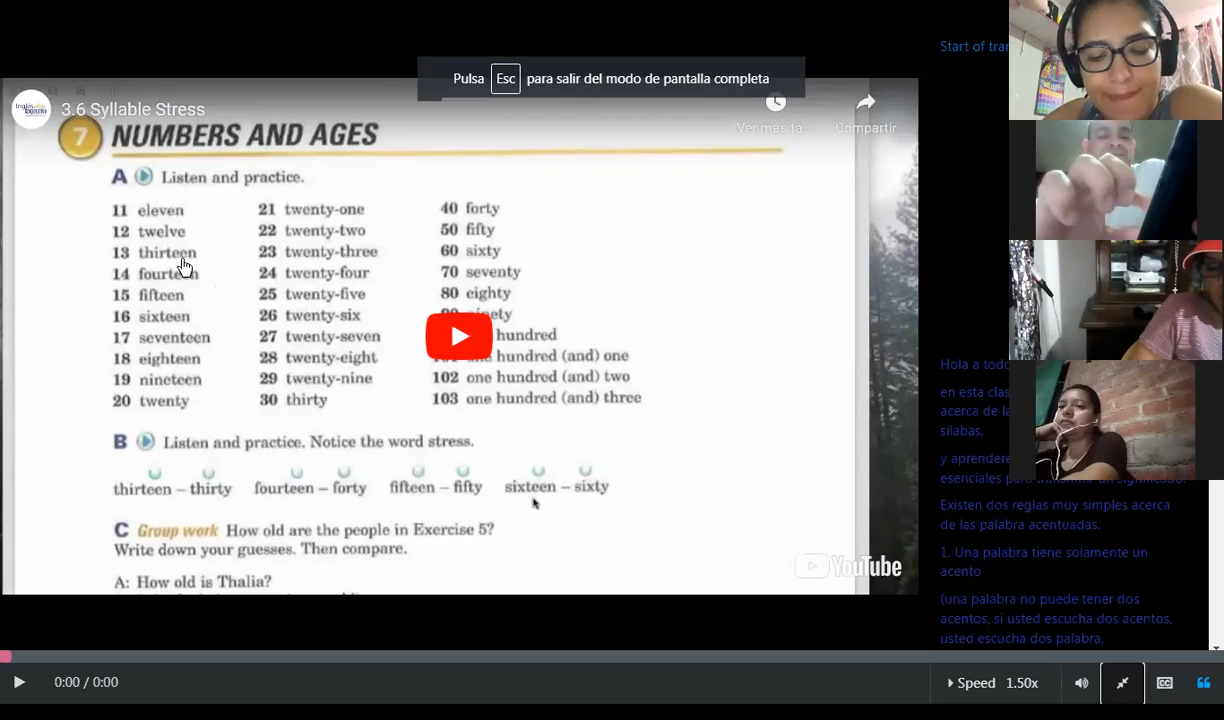 Start of tran
Pulsa Esc para salir del modo de pantalla completa
3.6 Syllable Stress
Ver más ta...
Compartir
7 NUMBERS AND AGES
A Listen and practice.
11 eleven 21 twenty-one 40 forty
12 twelve 22 twenty-two 50 fifty
13 thirteen 23 twenty-three 60 sixty
14 fourteen 24 twenty-four 70 seventy
15 fifteen 25 twenty-five 80 eighty
16 sixteen 26 twenty-six ninety
17 seventeen 27 twenty-seven hundred
18 eighteen 28 twenty-eight hundred (and) one
19 nineteen 29 twenty-nine 102 one hundred (and) two
20 twenty 30 thirty 103 one hundred (and) three
B Listen and practice. Notice the word stress.
thirteen – thirty fourteen – forty fifteen – fifty sixteen – sixty
C Group work How old are the people in Exercise 5?
Write down your guesses. Then compare.
A: How old is Thalia?
YouTube
Hola a todo
en esta clas
acerca de la
sílabas,
y aprendere
esenciales para transmitir un significado.
Existen dos reglas muy simples acerca
de las palabra acentuadas.
1. Una palabra tiene solamente un
acento
(una palabra no puede tener dos
acentos, si usted escucha dos acentos,
usted escucha dos palabra,
0:00 / 0:00
Speed 1.50x
CC